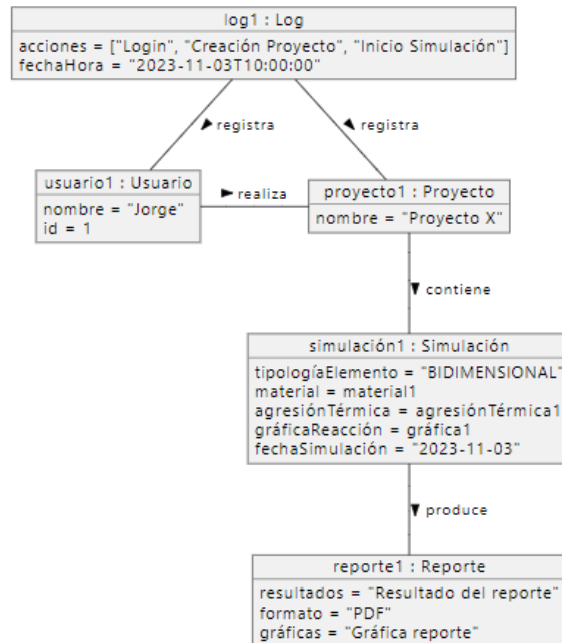 log1 : Log
acciones = ["Login", "Creación Proyecto", "Inicio Simulación"]
fechaHora = "2023-11-03T10:00:00"
registra
registra
usuario1 : Usuario
nombre = "Jorge"
id = 1
realiza
proyecto1 : Proyecto
nombre = "Proyecto X"
contiene
simulación1 : Simulación
tipologíaElemento = "BIDIMENSIONAL"
material = material1
agresiónTérmica = agresiónTérmica1
gráficaReacción = gráfica1
fechaSimulación = "2023-11-03"
produce
reporte1 : Reporte
resultados = "Resultado del reporte"
formato = "PDF"
gráficas = "Gráfica reporte"